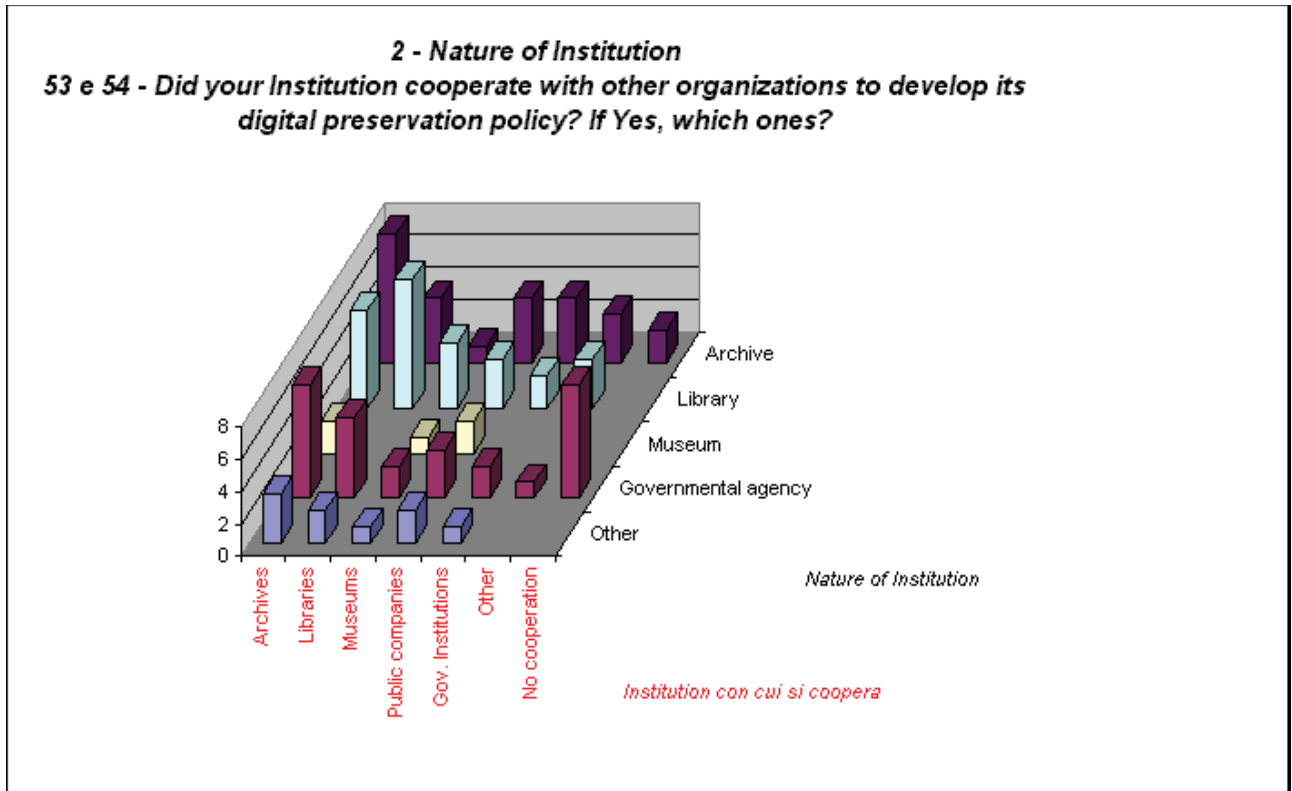 2 - Nature of Institution
53 e 54 - Did your Institution cooperate with other organizations to develop its
digital preservation policy? If Yes, which ones?
Archive
Library
Museum
Governmental agency
Other
8
6
4
2
0
Archives
Libraries
Museums
Public companies
Gov. Institutions
Other
No cooperation
Nature of Institution
Institution con cui si coopera